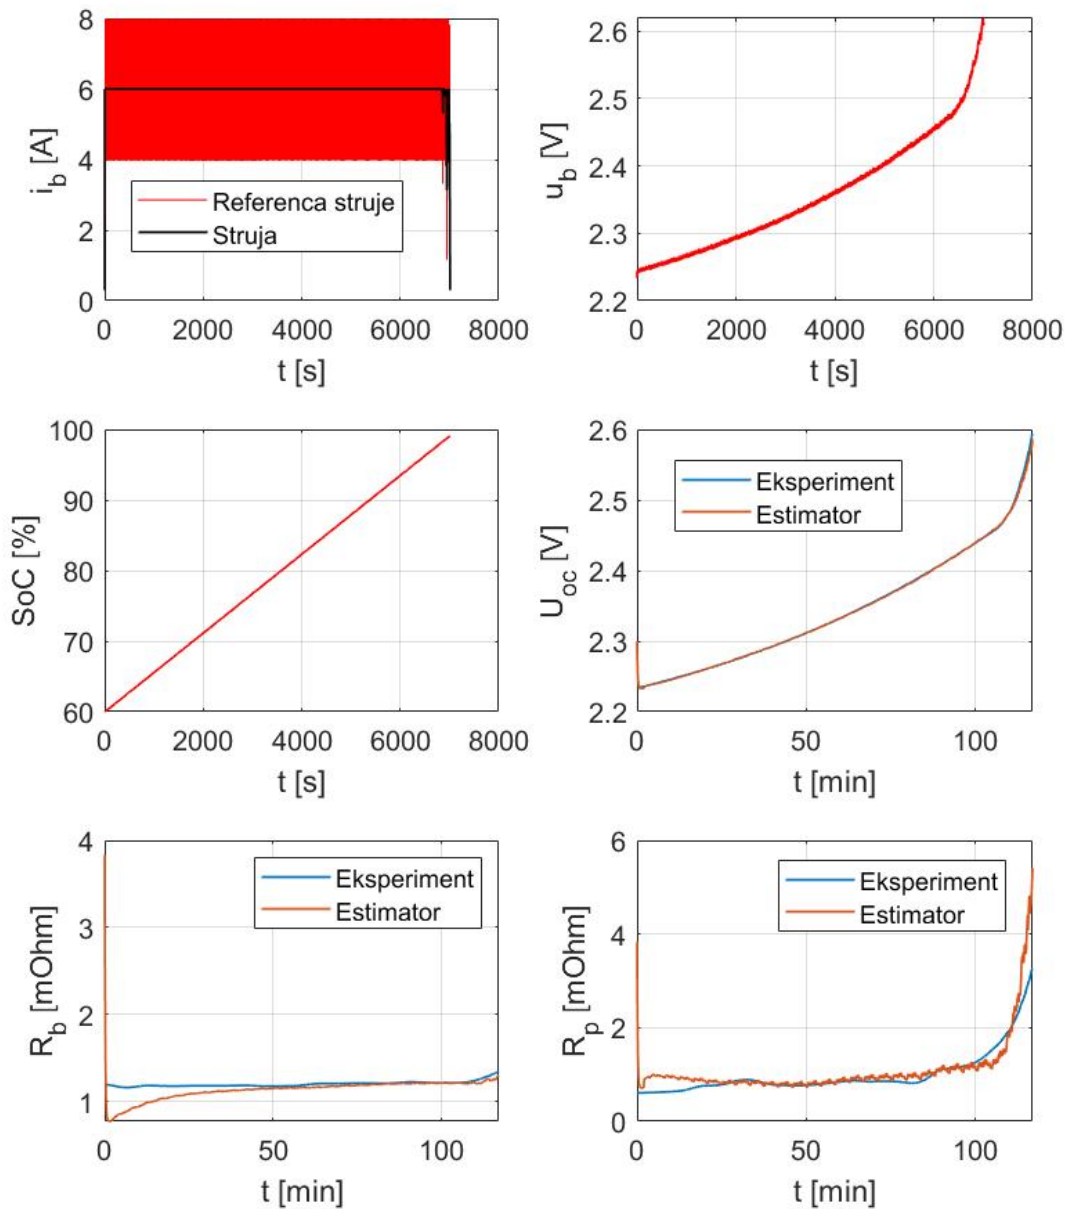 8
6
4
2
0
i_b [A]
Referenca struje
Struja
0 2000 4000 6000 8000
t [s]
2.6
2.5
2.4
2.3
2.2
u_b [V]
0 2000 4000 6000 8000
t [s]
100
90
80
70
60
SoC [%]
0 2000 4000 6000 8000
t [s]
2.6
2.5
2.4
2.3
2.2
U_oc [V]
Eksperiment
Estimator
0 50 100
t [min]
4
3
2
1
R_b [mOhm]
Eksperiment
Estimator
0 50 100
t [min]
6
4
2
0
R_p [mOhm]
Eksperiment
Estimator
0 50 100
t [min]